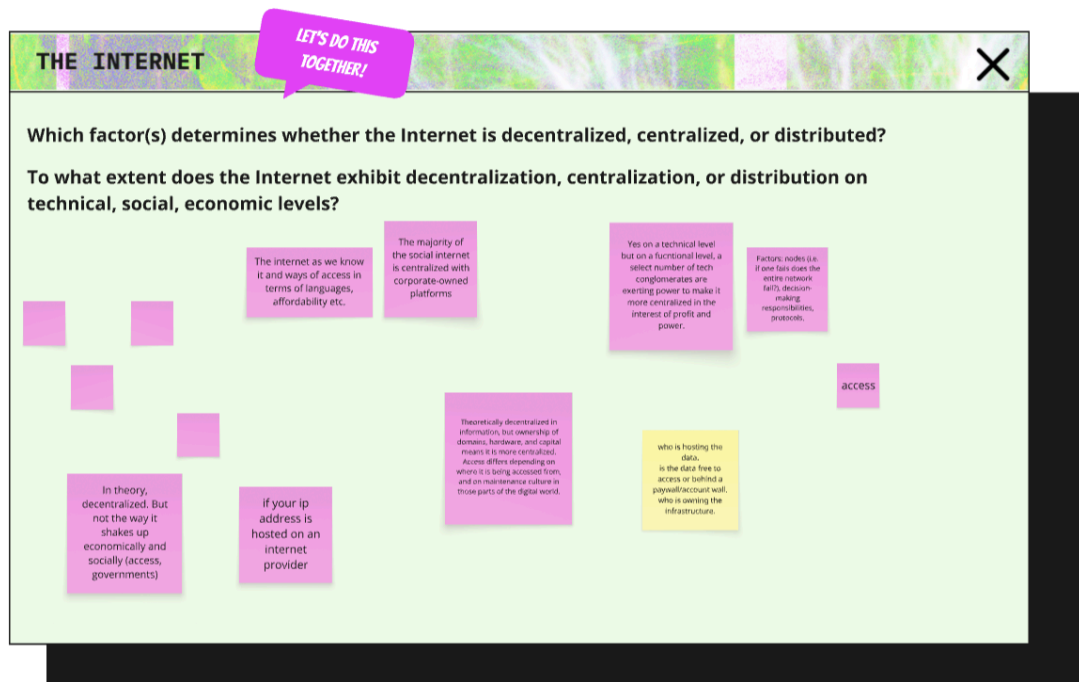 THE INTERNET
LET'S DO THIS
TOGETHER!
Which factor(s) determines whether the Internet is decentralized, centralized, or distributed?
To what extent does the Internet exhibit decentralization, centralization, or distribution on
technical, social, economic levels?
The internet as we know
it and ways of access in
terms of languages,
affordability etc.
The majority of
the social internet
is centralized with
corporate-owned
platforms
Yes on a technical level
but on a fucntional level, a
select number of tech
conglomerates are
exerting power to make it
more centralized in the
interest of profit and
power.
Factors: nodes (i.e.
if one fails does the
entire network
fail?), decision-
making
responsibilities,
protocols.
access
Theoretically decentralized in
information, but ownership of
domains, hardware, and capital
means it is more centralized.
Access differs depending on
where it is being accessed from,
and on maintenance culture in
those parts of the digital world.
who is hosting the
data.
is the data free to
access or behind a
paywall/account wall.
who is owning the
infrastructure.
In theory,
decentralized. But
not the way it
shakes up
economically and
socially (access,
governments)
if your ip
address is
hosted on an
internet
provider